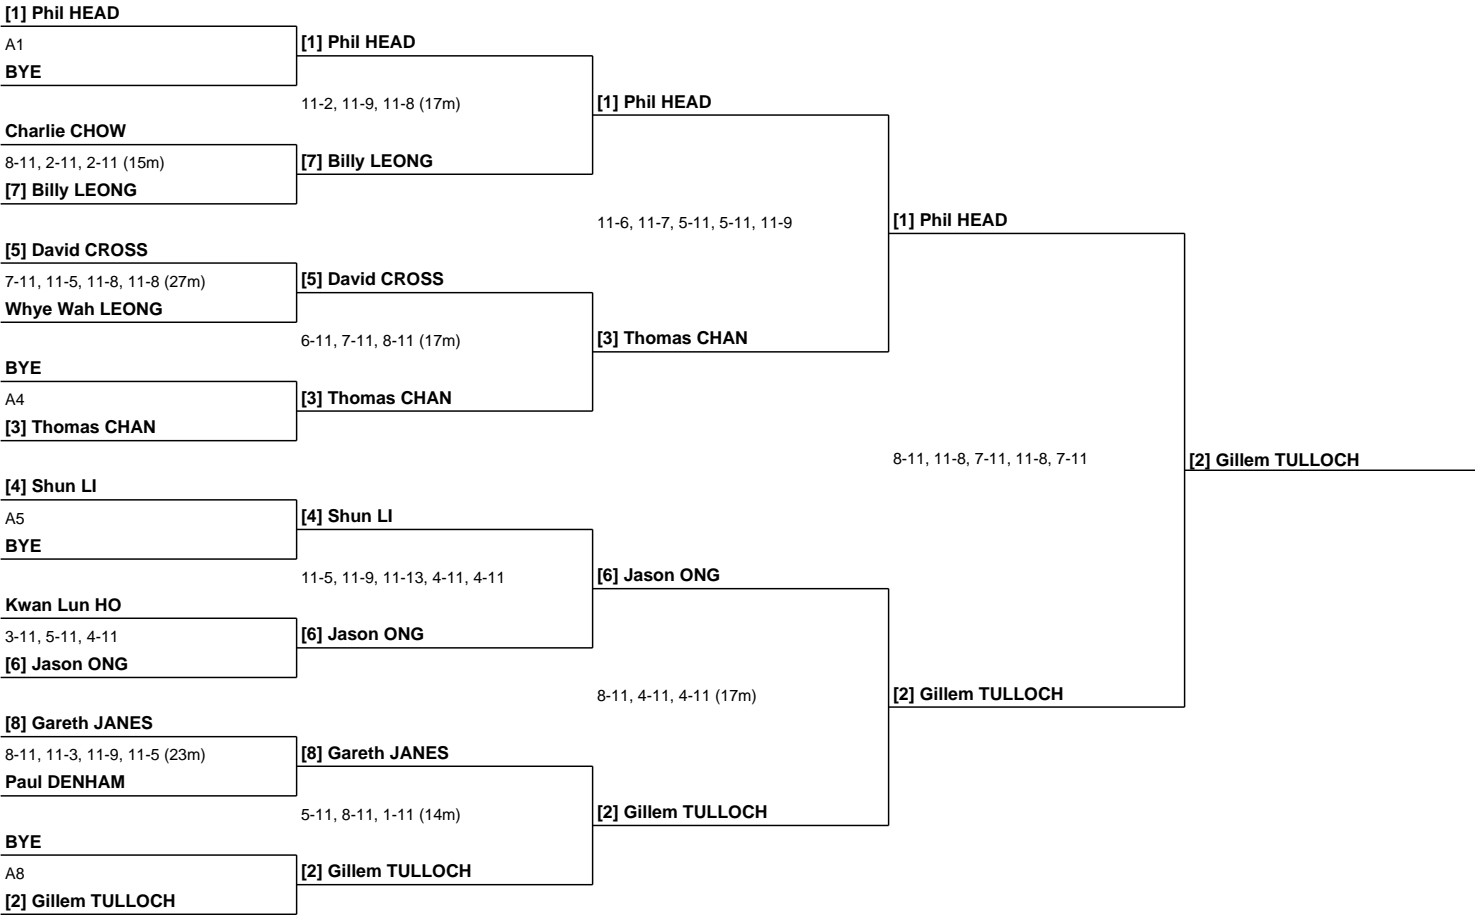 [1] Phil HEAD
A1
BYE
Charlie CHOW
8-11, 2-11, 2-11 (15m)
[7] Billy LEONG
[5] David CROSS
7-11, 11-5, 11-8, 11-8 (27m)
Whye Wah LEONG
BYE
A4
[3] Thomas CHAN
[4] Shun LI
A5
BYE
Kwan Lun HO
3-11, 5-11, 4-11
[6] Jason ONG
[8] Gareth JANES
8-11, 11-3, 11-9, 11-5 (23m)
Paul DENHAM
BYE
A8
[2] Gillem TULLOCH
[1] Phil HEAD
11-2, 11-9, 11-8 (17m)
[7] Billy LEONG
[5] David CROSS
6-11, 7-11, 8-11 (17m)
[3] Thomas CHAN
[4] Shun LI
11-5, 11-9, 11-13, 4-11, 4-11
[6] Jason ONG
[8] Gareth JANES
5-11, 8-11, 1-11 (14m)
[2] Gillem TULLOCH
[1] Phil HEAD
11-6, 11-7, 5-11, 5-11, 11-9
[3] Thomas CHAN
[6] Jason ONG
8-11, 4-11, 4-11 (17m)
[2] Gillem TULLOCH
[1] Phil HEAD
8-11, 11-8, 7-11, 11-8, 7-11
[2] Gillem TULLOCH
[2] Gillem TULLOCH